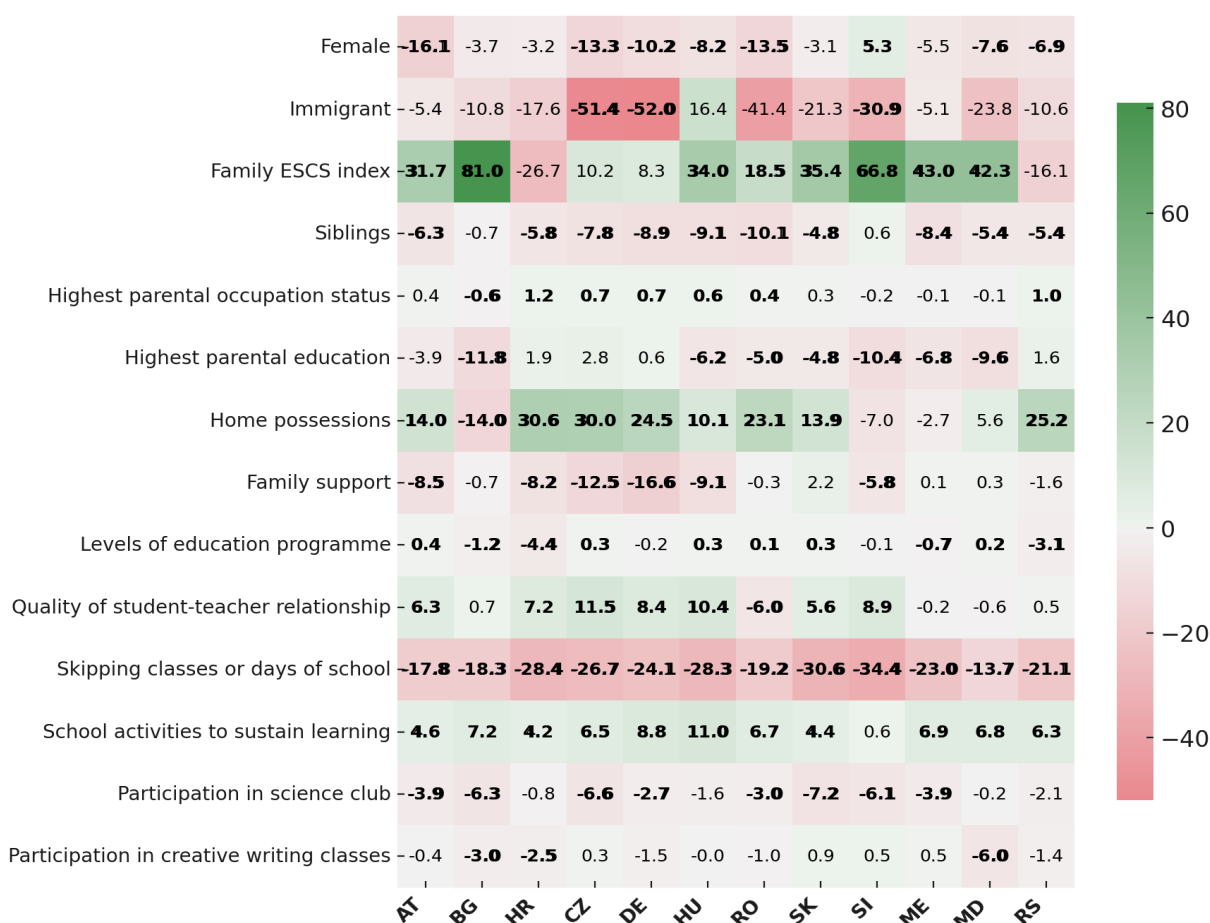 Female -16.1 -3.7 -3.2 -13.3 -10.2 -8.2 -13.5 -3.1 5.3 -5.5 -7.6 -6.9
Immigrant -5.4 -10.8 -17.6 -51.4 -52.0 16.4 -41.4 -21.3 -30.9 -5.1 -23.8 -10.6
Family ESCS index 31.7 81.0 -26.7 10.2 8.3 34.0 18.5 35.4 66.8 43.0 42.3 -16.1
Siblings -6.3 -0.7 -5.8 -7.8 -8.9 -9.1 -10.1 -4.8 0.6 -8.4 -5.4 -5.4
Highest parental occupation status 0.4 -0.6 1.2 0.7 0.7 0.6 0.4 0.3 -0.2 -0.1 -0.1 1.0
Highest parental education -3.9 -11.8 1.9 2.8 0.6 -6.2 -5.0 -4.8 -10.4 -6.8 -9.6 1.6
Home possessions 14.0 -14.0 30.6 30.0 24.5 10.1 23.1 13.9 -7.0 -2.7 5.6 25.2
Family support -8.5 -0.7 -8.2 -12.5 -16.6 -9.1 -0.3 2.2 -5.8 0.1 0.3 -1.6
Levels of education programme 0.4 -1.2 -4.4 0.3 -0.2 0.3 0.1 0.3 -0.1 -0.7 0.2 -3.1
Quality of student-teacher relationship 6.3 0.7 7.2 11.5 8.4 10.4 -6.0 5.6 8.9 -0.2 -0.6 0.5
Skipping classes or days of school -17.8 -18.3 -28.4 -26.7 -24.1 -28.3 -19.2 -30.6 -34.4 -23.0 -13.7 -21.1
School activities to sustain learning 4.6 7.2 4.2 6.5 8.8 11.0 6.7 4.4 0.6 6.9 6.8 6.3
Participation in science club -3.9 -6.3 -0.8 -6.6 -2.7 -1.6 -3.0 -7.2 -6.1 -3.9 -0.2 -2.1
Participation in creative writing classes -0.4 -3.0 -2.5 0.3 -1.5 -0.0 -1.0 0.9 0.5 0.5 -6.0 -1.4
AT BG HR CZ DE HU RO SK SI ME MD RS
80
60
40
20
0
−20
−40